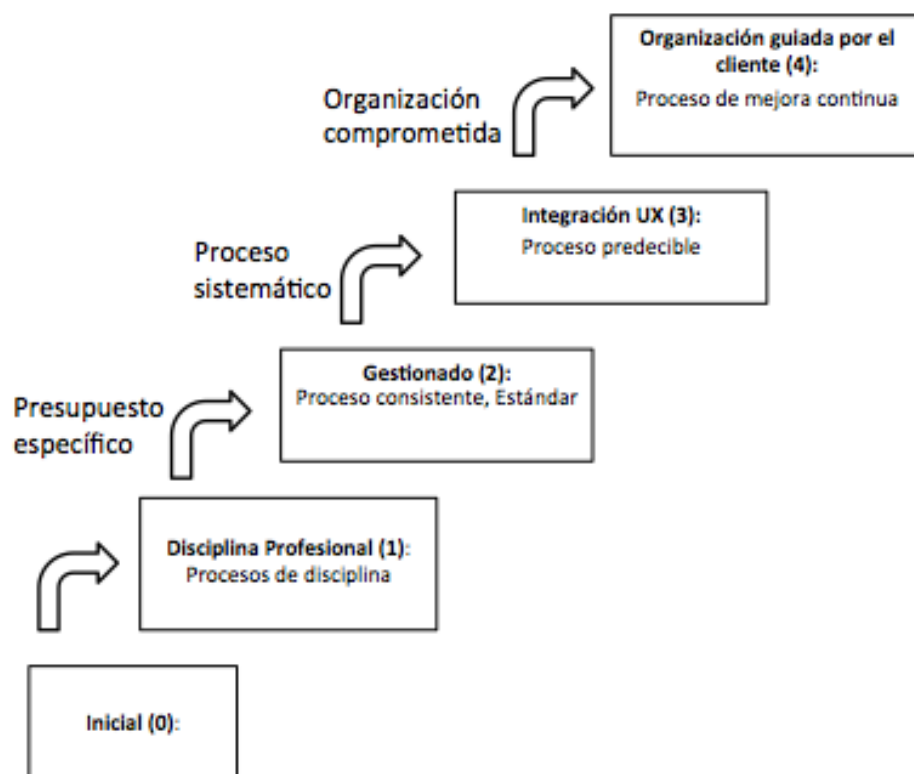 Organización guiada por el
cliente (4):
Proceso de mejora continua
Organización
comprometida
Integración UX (3):
Proceso predecible
Proceso
sistemático
Gestionado (2):
Proceso consistente, Estándar
Presupuesto
específico
Disciplina Profesional (1):
Procesos de disciplina
Inicial (0):